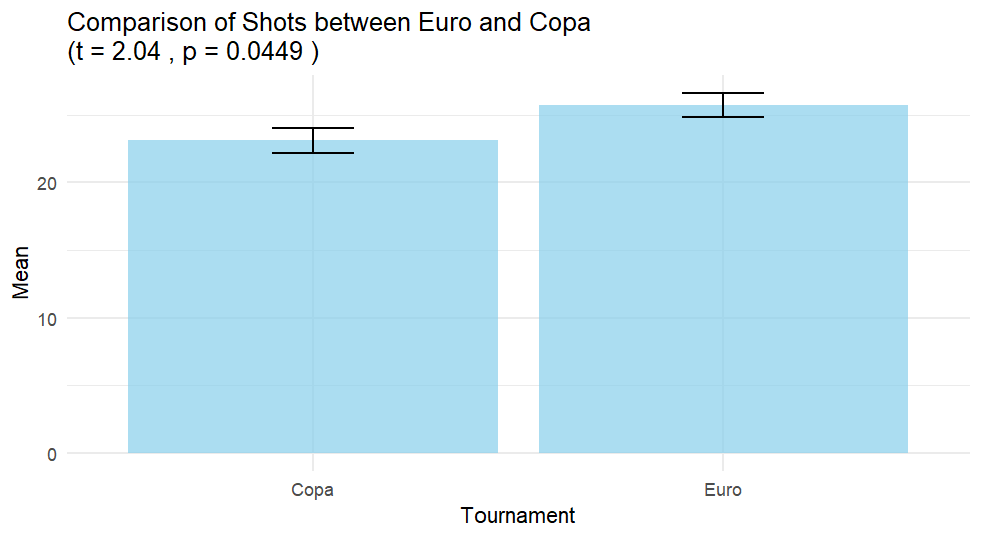 Comparison of Shots between Euro and Copa
(t = 2.04 , p = 0.0449 )
Mean
20
10
0
Copa
Euro
Tournament